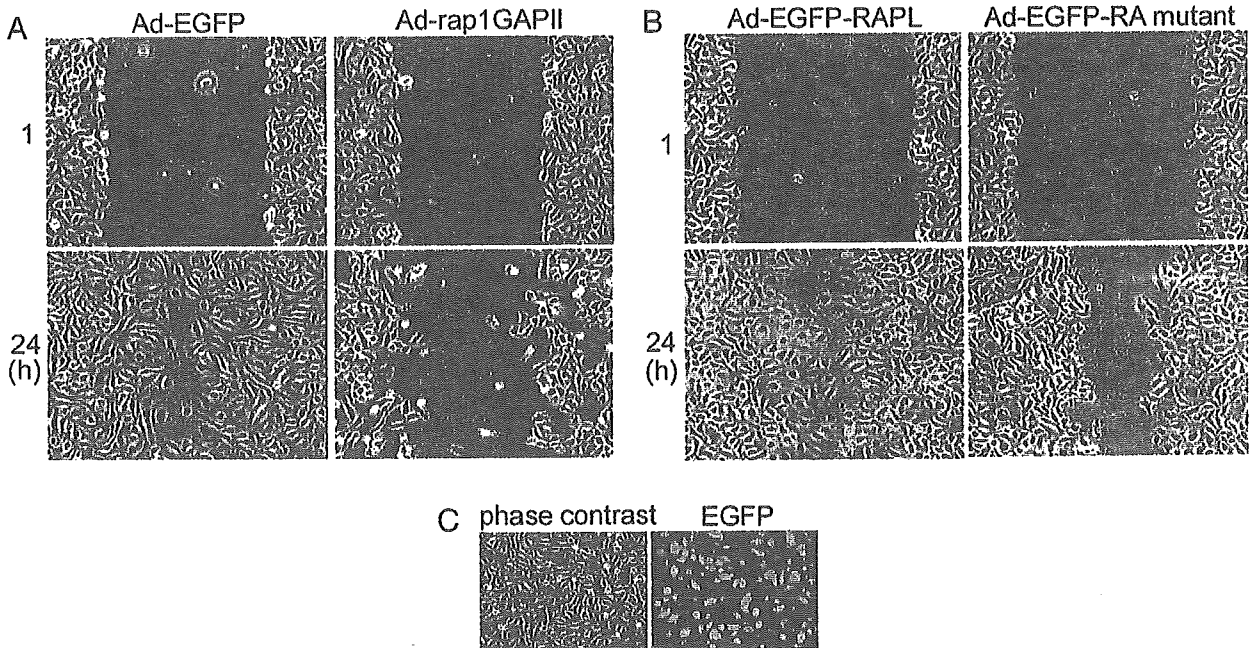 A
Ad-EGFP
Ad-rap1GAPII
1
24
(h)
B
Ad-EGFP-RAPL
Ad-EGFP-RA mutant
1
24
(h)
C
phase contrast
EGFP